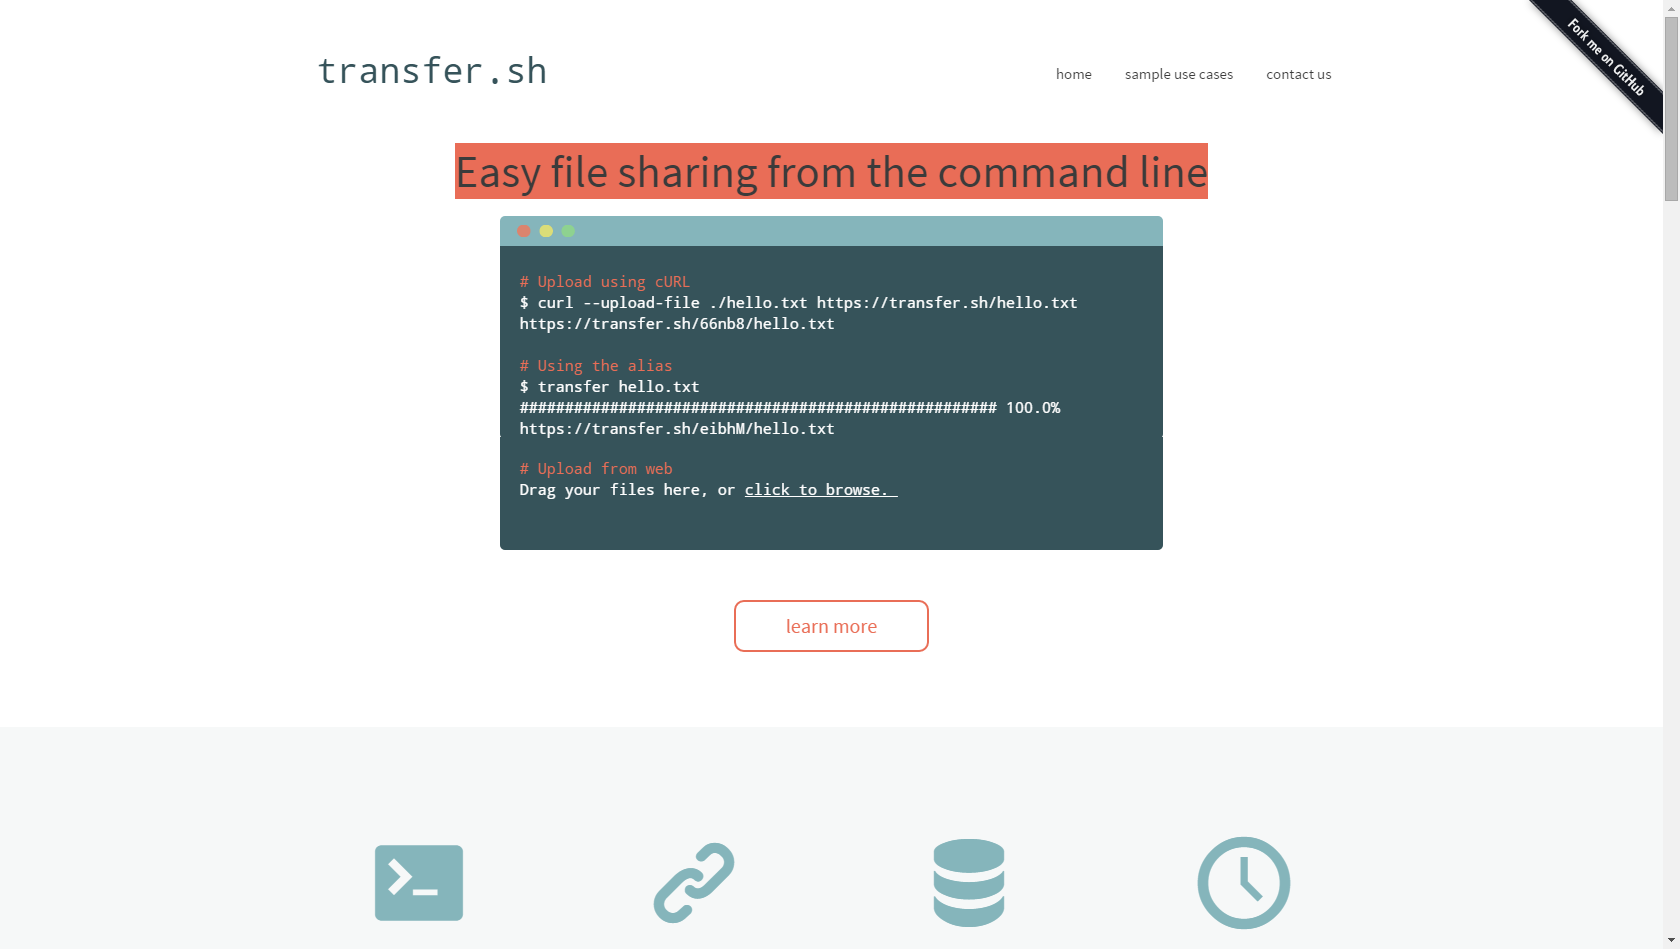 transfer.sh
home
sample use cases
contact us
Fork me on GitHub
Easy file sharing from the command line
# Upload using cURL
$ curl --upload-file ./hello.txt https://transfer.sh/hello.txt
https://transfer.sh/66nb8/hello.txt
# Using the alias
$ transfer hello.txt
##################################################### 100.0%
https://transfer.sh/eibhM/hello.txt
# Upload from web
Drag your files here, or click to browse.
learn more